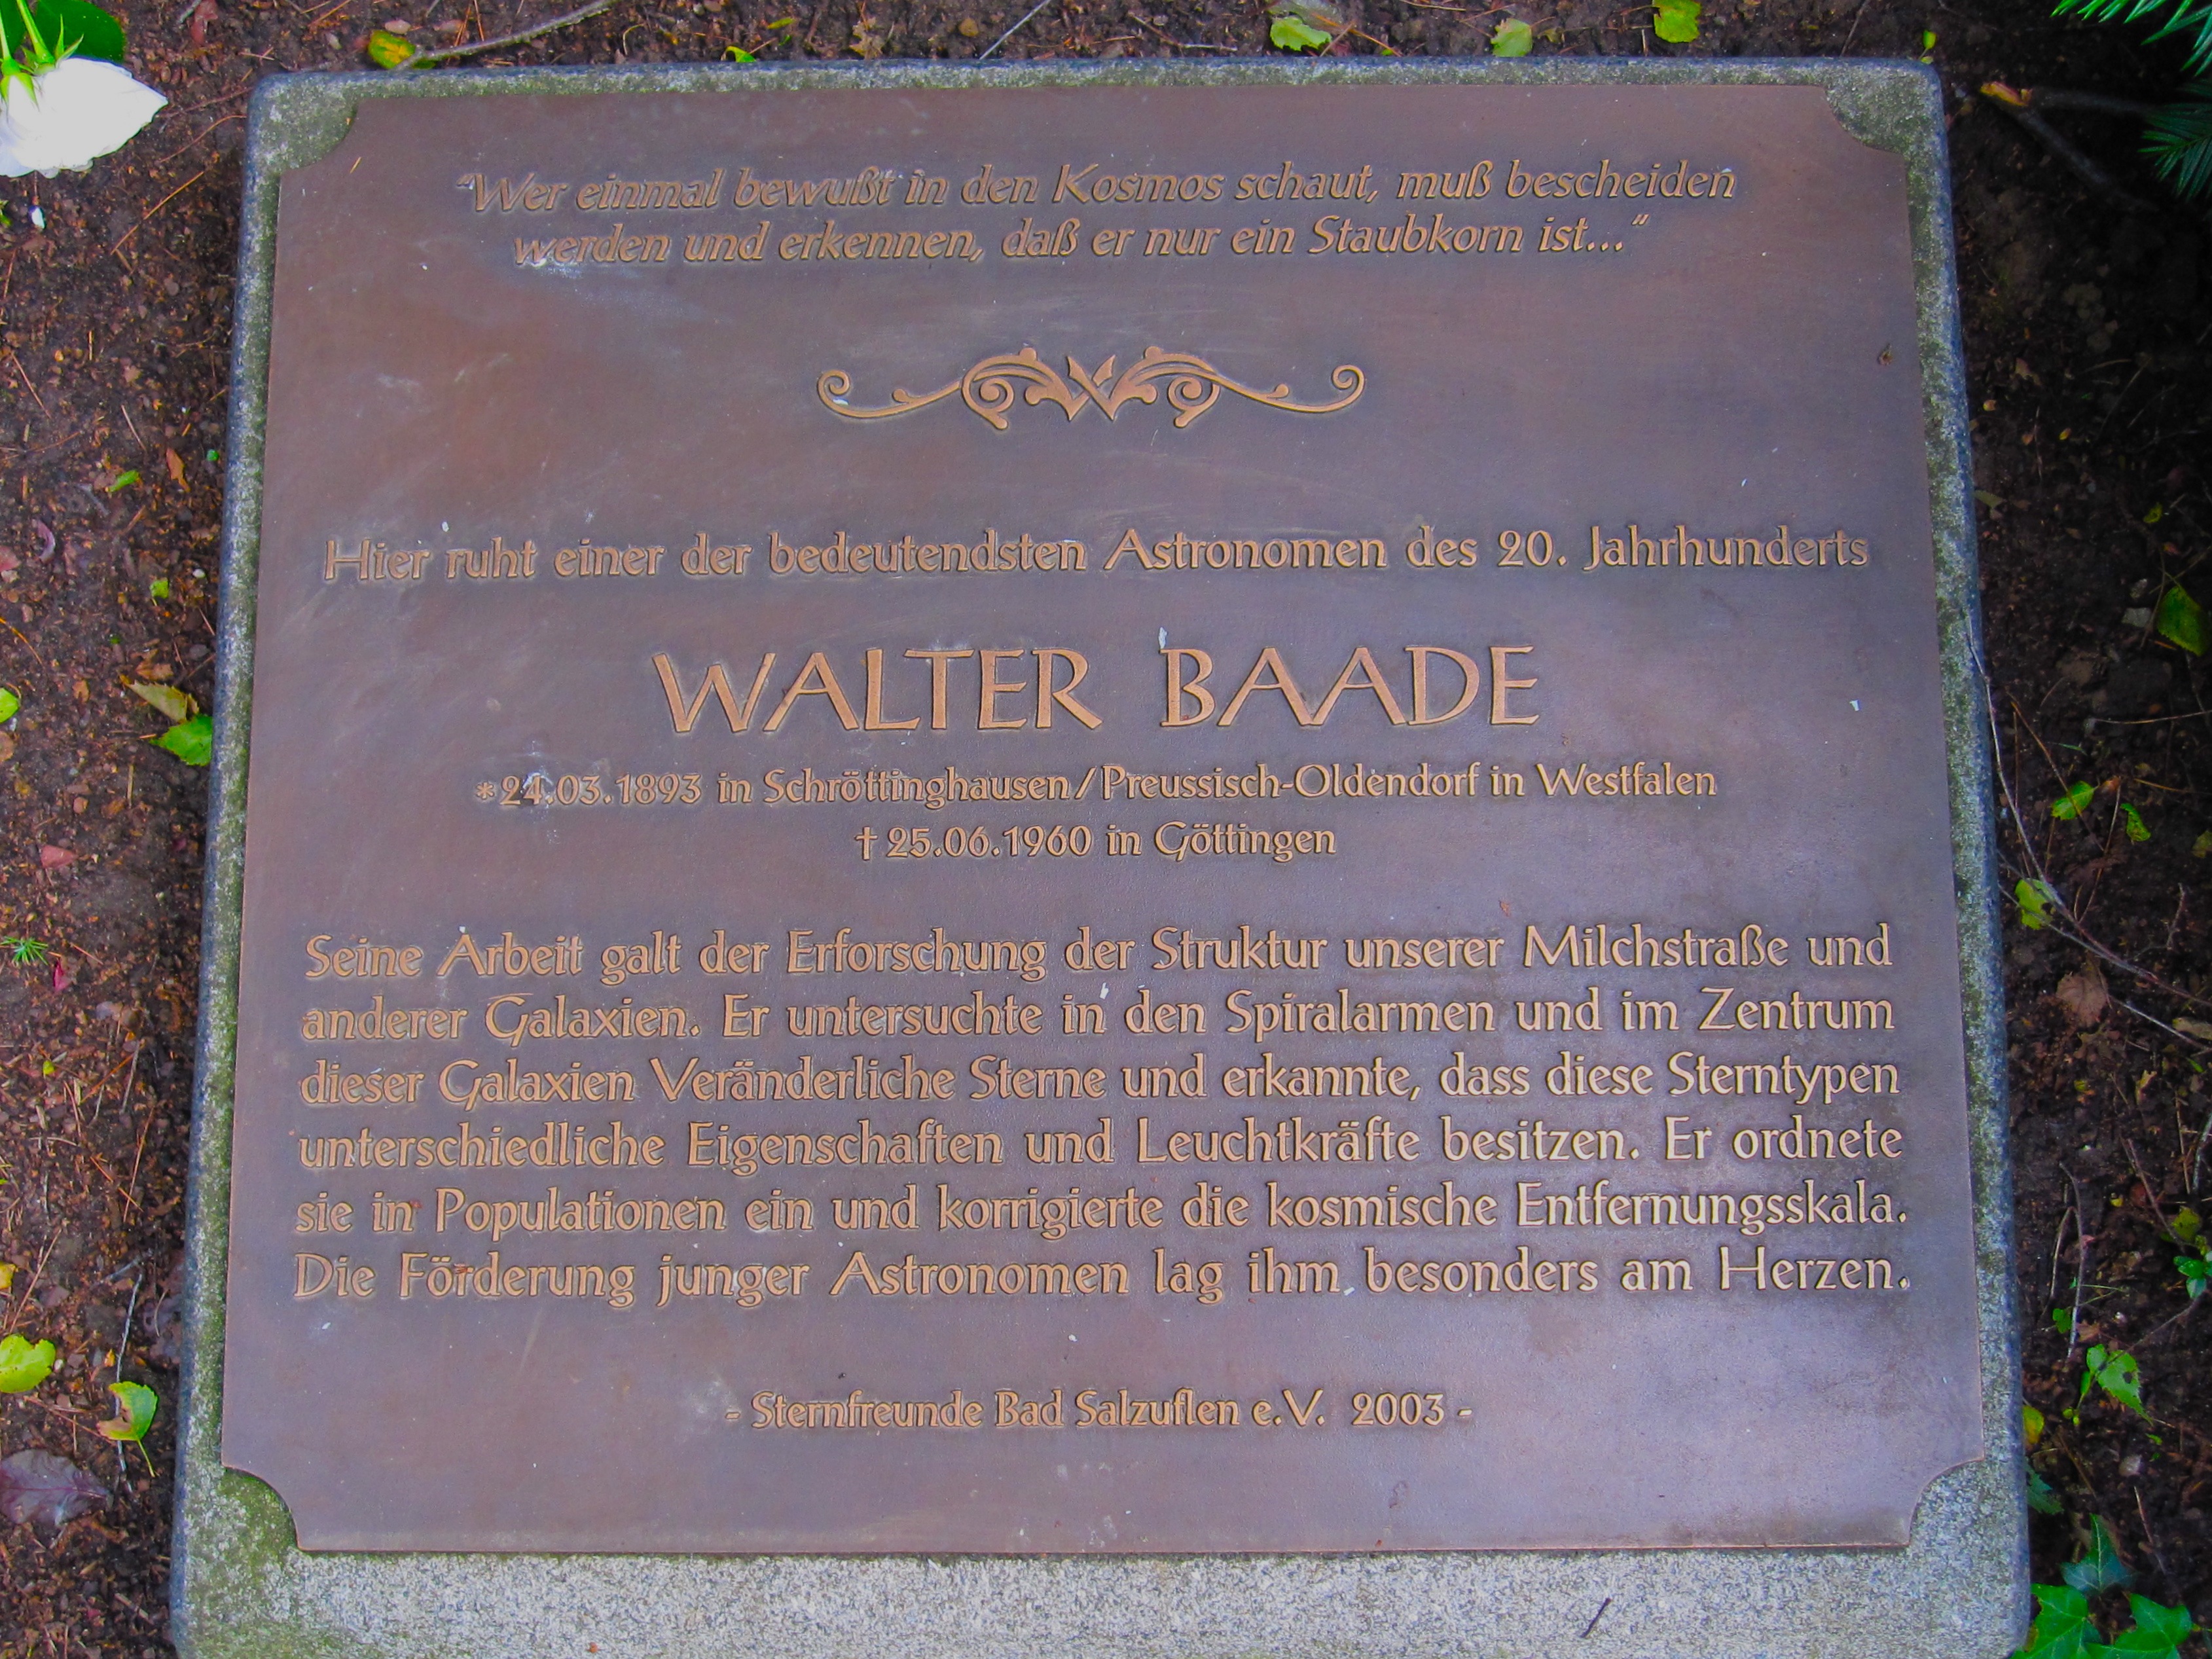 "Wer einmal bewußt in den Kosmos schaut, muß bescheiden
werden und erkennen, daß er nur ein Staubkorn ist..."
Hier ruht einer der bedeutendsten Astronomen des 20. Jahrhunderts
WALTER BAADE
*24.03.1893 in Schröttinghausen/Preussisch-Oldendorf in Westfalen
†25.06.1960 in Göttingen
Seine Arbeit galt der Erforschung der Struktur unserer Milchstraße und
anderer Galaxien. Er untersuchte in den Spiralarmen und im Zentrum
dieser Galaxien Veränderliche Sterne und erkannte, dass diese Sterntypen
unterschiedliche Eigenschaften und Leuchtkräfte besitzen. Er ordnete
sie in Populationen ein und korrigierte die kosmische Entfernungsskala.
Die Förderung junger Astronomen lag ihm besonders am Herzen.
- Sternfreunde Bad Salzuflen e.V. 2003 -